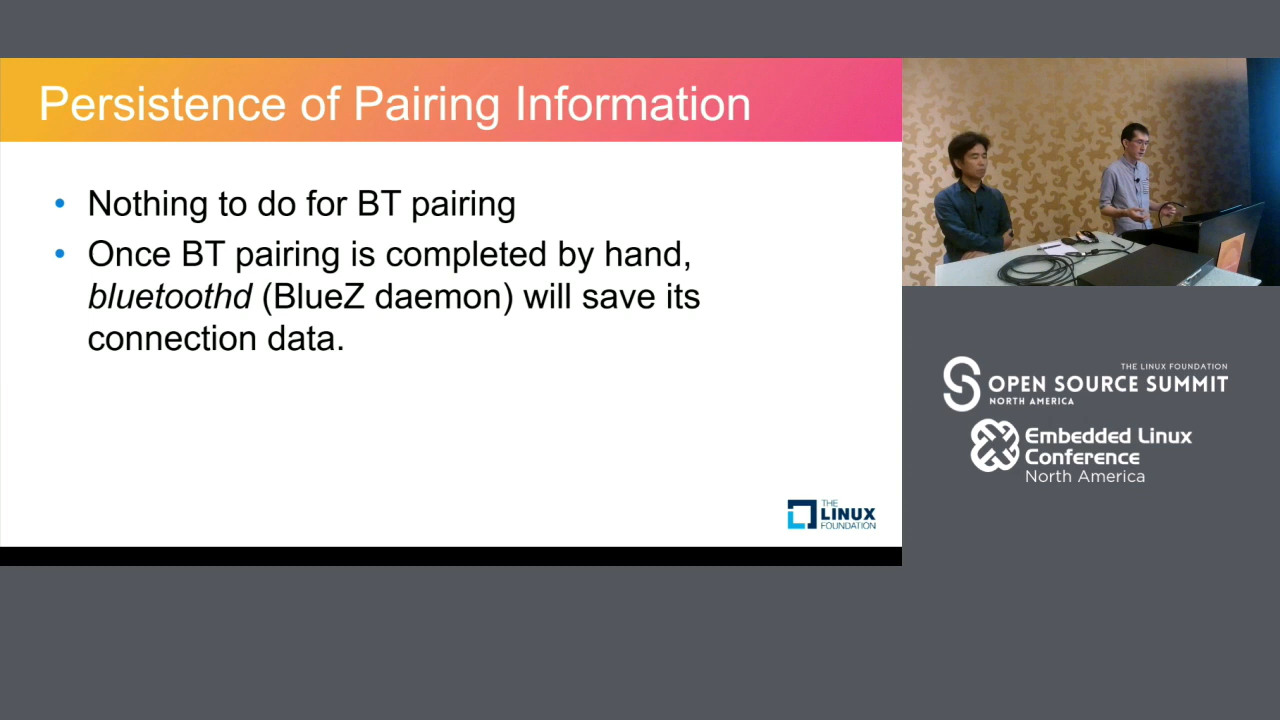 Persistence of Pairing Information
• Nothing to do for BT pairing
• Once BT pairing is completed by hand,
bluetoothd (BlueZ daemon) will save its
connection data.
THE
LINUX
FOUNDATION
THE LINUX FOUNDATION
OPEN SOURCE SUMMIT
NORTH AMERICA
Embedded Linux
Conference
North America